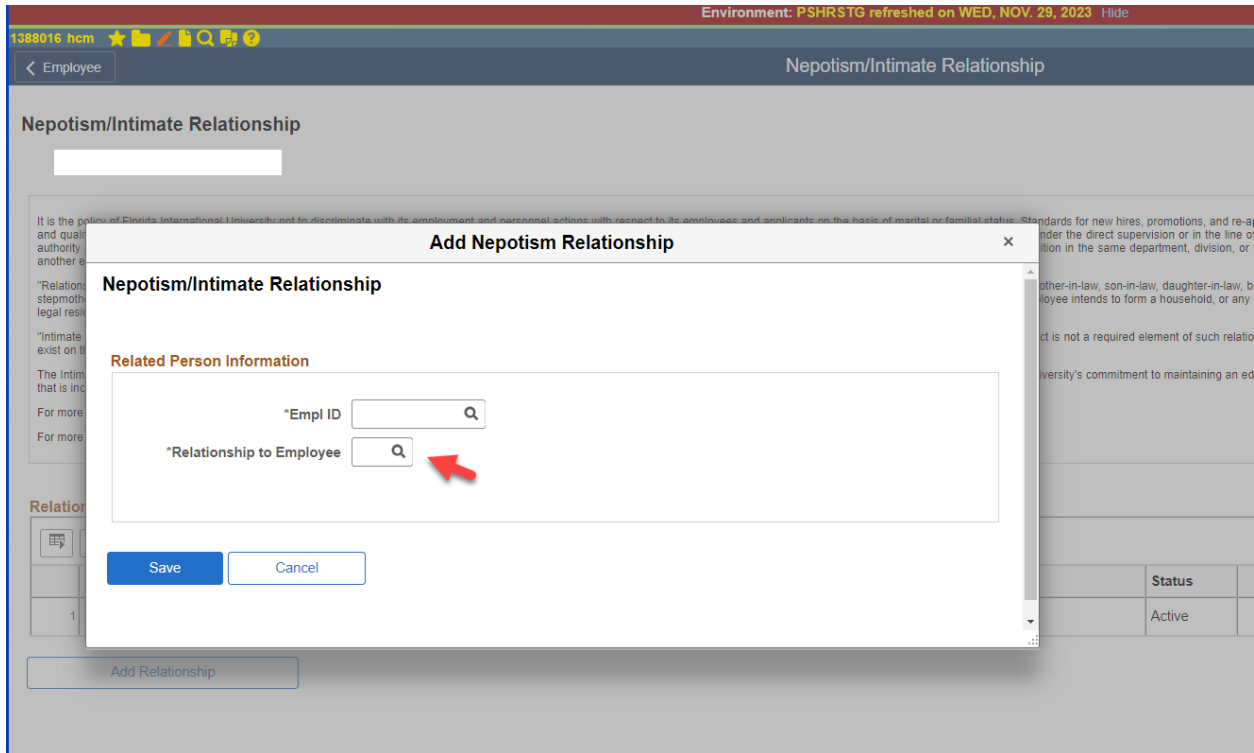 Environment: PSHRSTG refreshed on WED, NOV. 29, 2023 Hide
1388016 hcm
Employee
Nepotism/Intimate Relationship
Nepotism/Intimate Relationship
It is the policy of Florida International University not to discriminate with its employment and personnel actions with respect to its employees and applicants on the basis of marital or familial status. Standards for new hires, promotions, and re-ap
and quali nder the direct supervision or in the line of
authority ition in the same department, division, or
another e
"Relations other-in-law, son-in-law, daughter-in-law, b
stepmoth loyee intends to form a household, or any
legal resi
"Intimate ct is not a required element of such relatio
exist on th
The Intim iversity's commitment to maintaining an ed
that is inc
For more
For more
Add Nepotism Relationship ×
Nepotism/Intimate Relationship
Related Person Information
*Empl ID
*Relationship to Employee
Save Cancel
Relation
Status
1 Active
Add Relationship